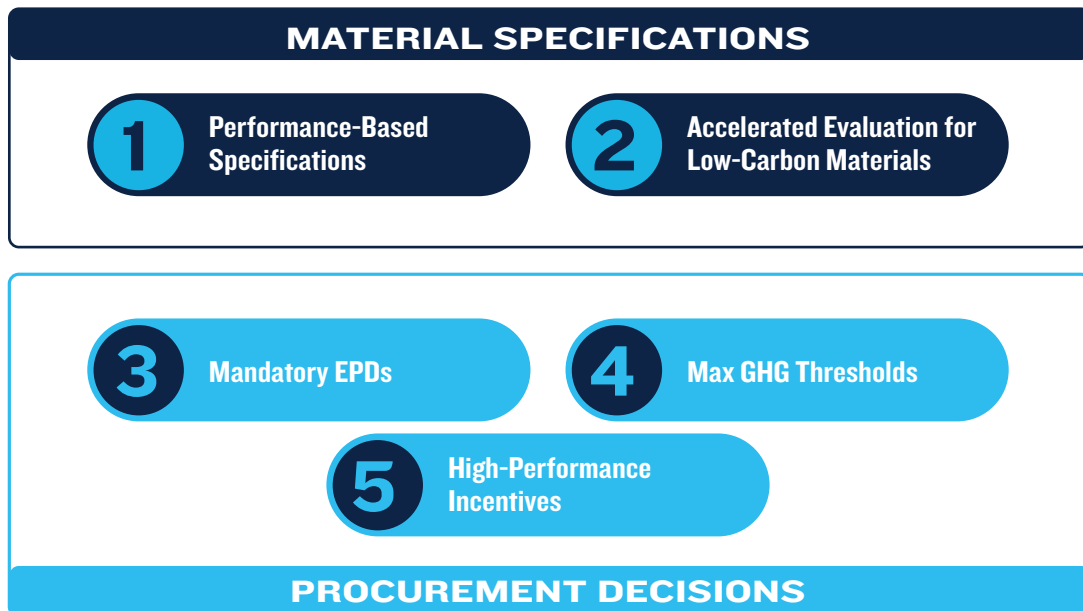 MATERIAL SPECIFICATIONS
1
Performance-Based
Specifications
2
Accelerated Evaluation for
Low-Carbon Materials
3
Mandatory EPDs
4
Max GHG Thresholds
5
High-Performance
Incentives
PROCUREMENT DECISIONS